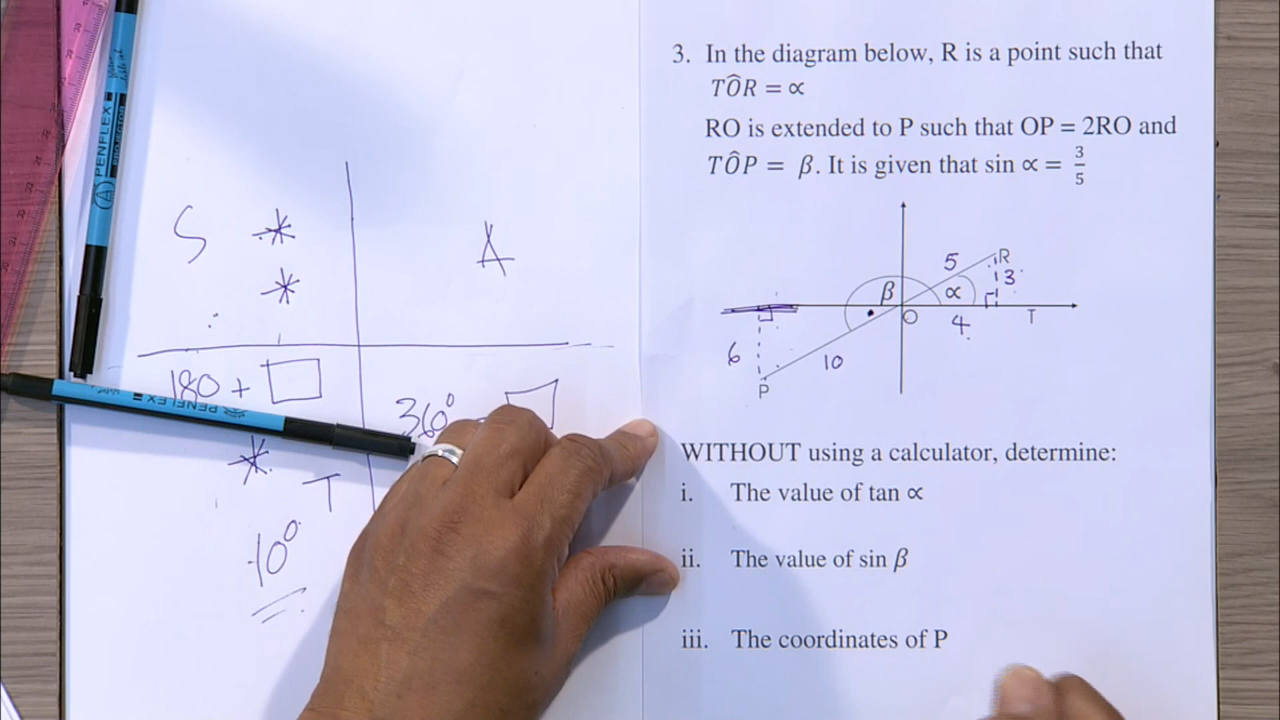 S
A
180 +
360°
T
10°
PENFLEX
PENFLEX
3. In the diagram below, R is a point such that
TÔR = ∝
RO is extended to P such that OP = 2RO and
TÔP = β. It is given that sin ∝ = 3/5
5
R
3
β
∝
O
4
T
6
10
P
WITHOUT using a calculator, determine:
i. The value of tan ∝
ii. The value of sin β
iii. The coordinates of P